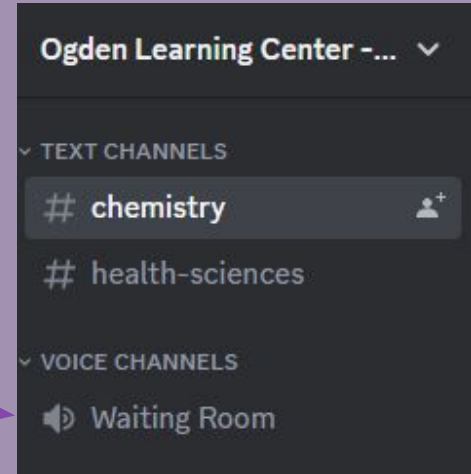 Ogden Learning Center -...
TEXT CHANNELS
# chemistry
# health-sciences
VOICE CHANNELS
Waiting Room